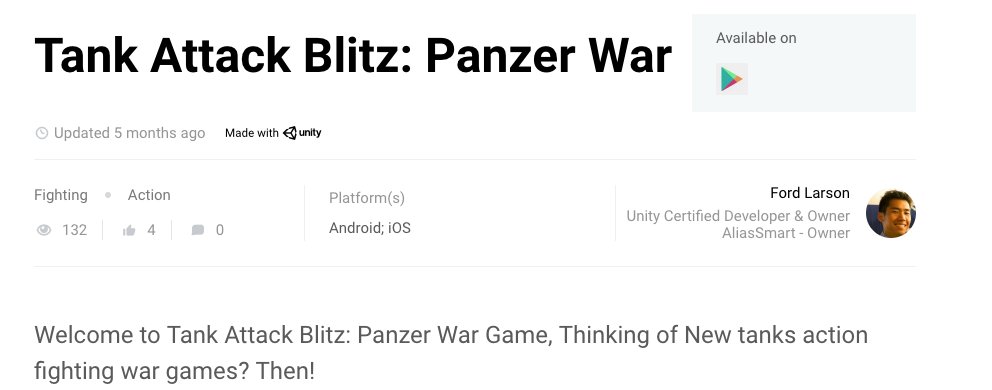 Tank Attack Blitz: Panzer War
Available on
Updated 5 months ago
Made with unity
Fighting • Action
132 4 0
Platform(s)
Android; iOS
Ford Larson
Unity Certified Developer & Owner
AliasSmart - Owner
Welcome to Tank Attack Blitz: Panzer War Game, Thinking of New tanks action
fighting war games? Then!